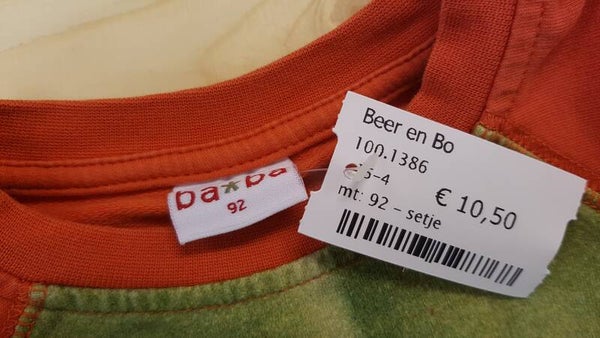 ba*ba
92
Beer en Bo
100.1386
5-4
€ 10,50
mt: 92 – setje